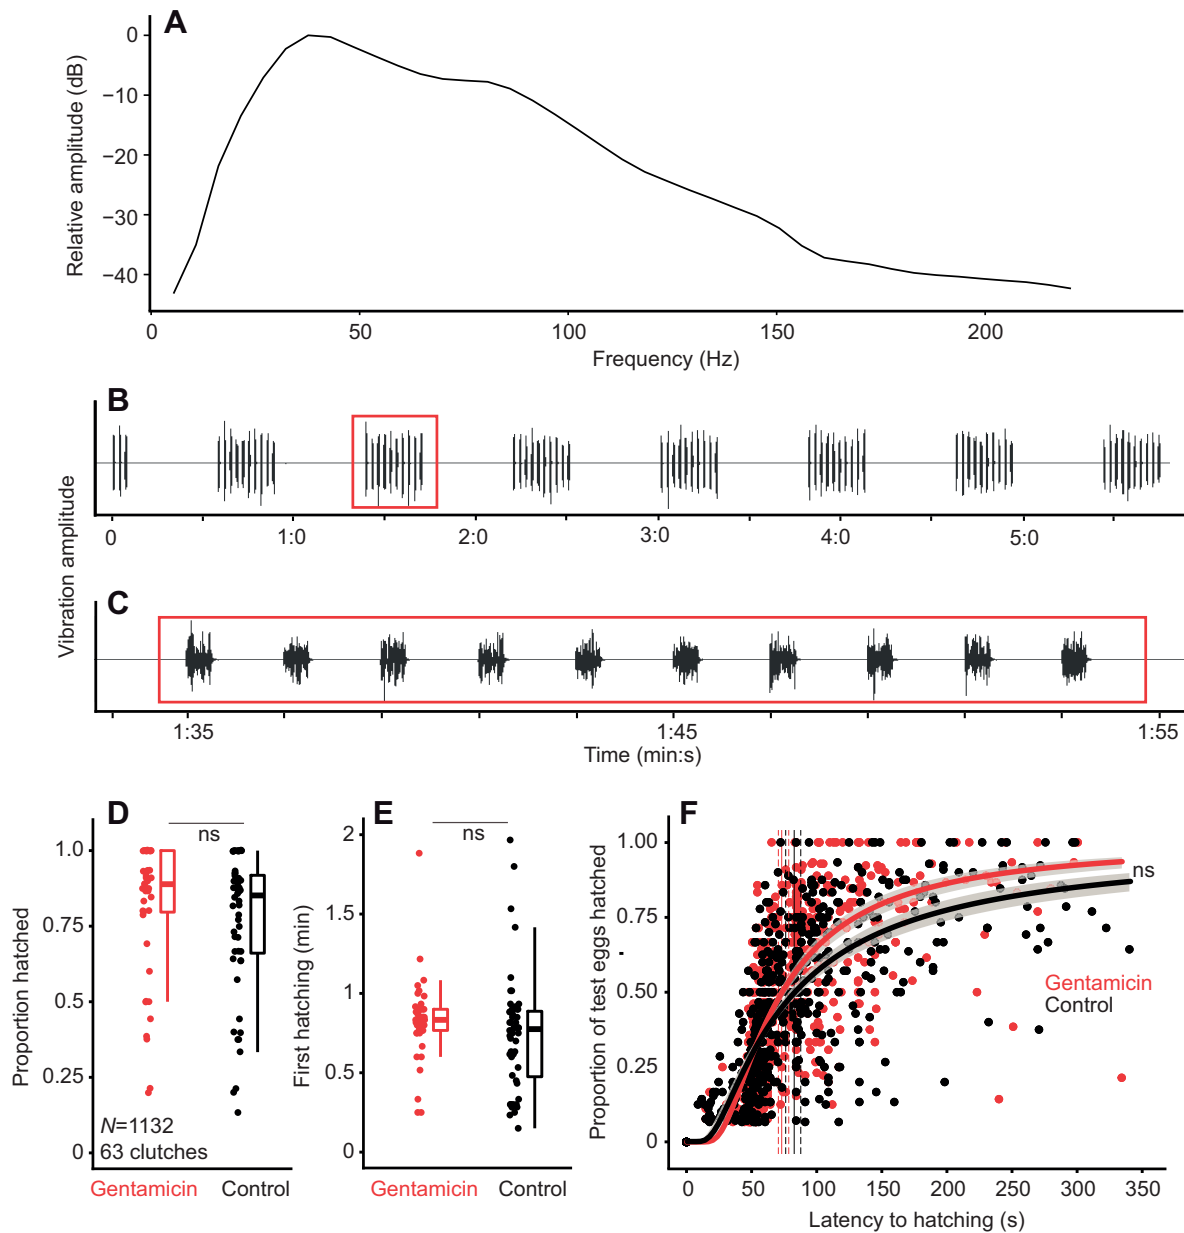 A
Relative amplitude (dB)
0
−10
−20
−30
−40
0 50 100 150 200
Frequency (Hz)
B
Vibration amplitude
0 1:0 2:0 3:0 4:0 5:0
C
1:35 1:45 1:55
Time (min:s)
D
ns
Proportion hatched
1.0
0.75
0.5
0.25
0
N=1132
63 clutches
Gentamicin Control
E
ns
First hatching (min)
2
1.5
1
0.5
0
Gentamicin Control
F
Proportion of test eggs hatched
1.00
0.75
0.50
0.25
0
ns
Gentamicin
Control
0 50 100 150 200 250 300 350
Latency to hatching (s)